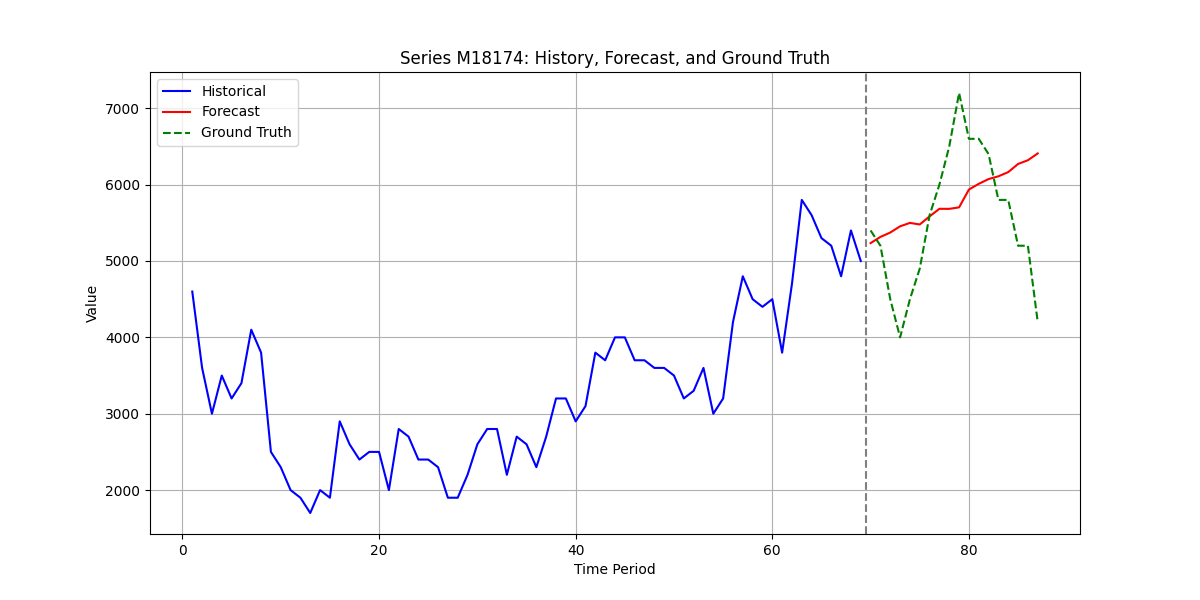 Series M18174: History, Forecast, and Ground Truth
Historical
Forecast
Ground Truth
7000
6000
5000
4000
3000
2000
Value
0 20 40 60 80
Time Period